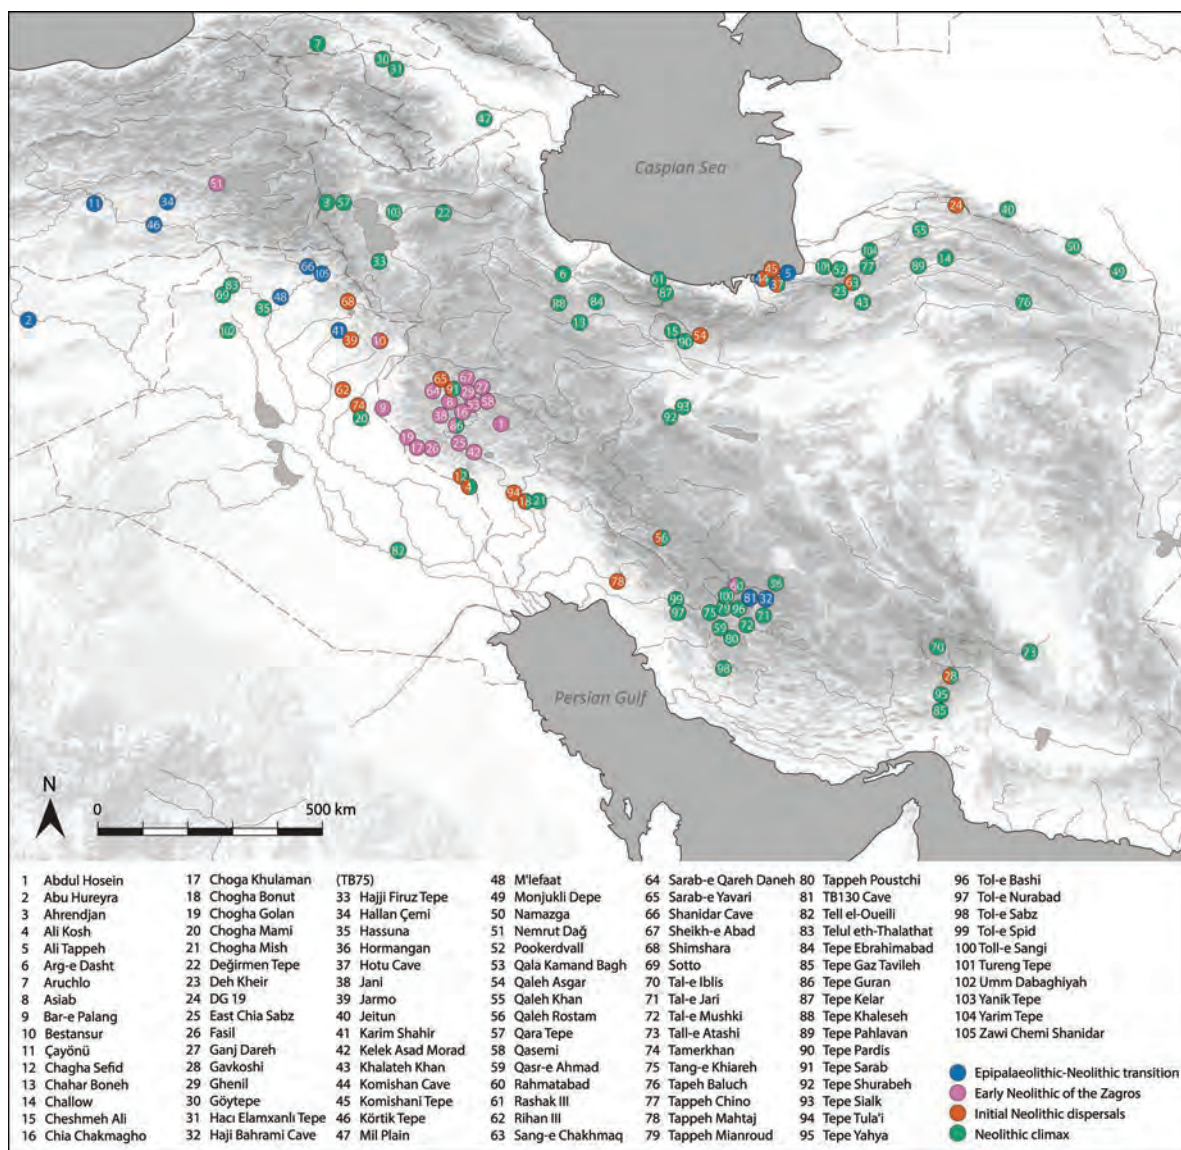 Caspian Sea
Persian Gulf
N
0 500 km
1 Abdul Hosein
2 Abu Hureyra
3 Ahrendjan
4 Ali Kosh
5 Ali Tappeh
6 Arg-e Dasht
7 Aruchlo
8 Asiab
9 Bar-e Palang
10 Bestansur
11 Çayönü
12 Chagha Sefid
13 Chahar Boneh
14 Challow
15 Cheshmeh Ali
16 Chia Chakmagho
17 Choga Khulaman
18 Chogha Bonut
19 Chogha Golan
20 Chogha Mami
21 Chogha Mish
22 Değirmen Tepe
23 Deh Kheir
24 DG 19
25 East Chia Sabz
26 Fasil
27 Ganj Dareh
28 Gavkoshi
29 Ghenil
30 Göytepe
31 Hacı Elamxanlı Tepe
32 Haji Bahrami Cave
(TB75)
33 Hajji Firuz Tepe
34 Hallan Çemi
35 Hassuna
36 Hormangan
37 Hotu Cave
38 Jani
39 Jarmo
40 Jeitun
41 Karim Shahir
42 Kelek Asad Morad
43 Khalateh Khan
44 Komishan Cave
45 Komishani Tepe
46 Körtik Tepe
47 Mil Plain
48 M'lefaat
49 Monjukli Depe
50 Namazga
51 Nemrut Dağ
52 Pookerdvall
53 Qala Kamand Bagh
54 Qaleh Asgar
55 Qaleh Khan
56 Qaleh Rostam
57 Qara Tepe
58 Qasemi
59 Qasr-e Ahmad
60 Rahmatabad
61 Rashak III
62 Rihan III
63 Sang-e Chakhmaq
64 Sarab-e Qareh Daneh
65 Sarab-e Yavari
66 Shanidar Cave
67 Sheikh-e Abad
68 Shimshara
69 Sotto
70 Tal-e Iblis
71 Tal-e Jari
72 Tal-e Mushki
73 Tall-e Atashi
74 Tamerkhan
75 Tang-e Khiareh
76 Tapeh Baluch
77 Tappeh Chino
78 Tappeh Mahtaj
79 Tappeh Mianroud
80 Tappeh Poustchi
81 TB130 Cave
82 Tell el-Oueili
83 Telul eth-Thalathat
84 Tepe Ebrahimabad
85 Tepe Gaz Tavileh
86 Tepe Guran
87 Tepe Kelar
88 Tepe Khaleseh
89 Tepe Pahlavan
90 Tepe Pardis
91 Tepe Sarab
92 Tepe Shurabeh
93 Tepe Sialk
94 Tepe Tula'i
95 Tepe Yahya
96 Tol-e Bashi
97 Tol-e Nurabad
98 Tol-e Sabz
99 Tol-e Spid
100 Toll-e Sangi
101 Tureng Tepe
102 Umm Dabaghiyah
103 Yanik Tepe
104 Yarim Tepe
105 Zawi Chemi Shanidar
Epipalaeolithic-Neolithic transition
Early Neolithic of the Zagros
Initial Neolithic dispersals
Neolithic climax